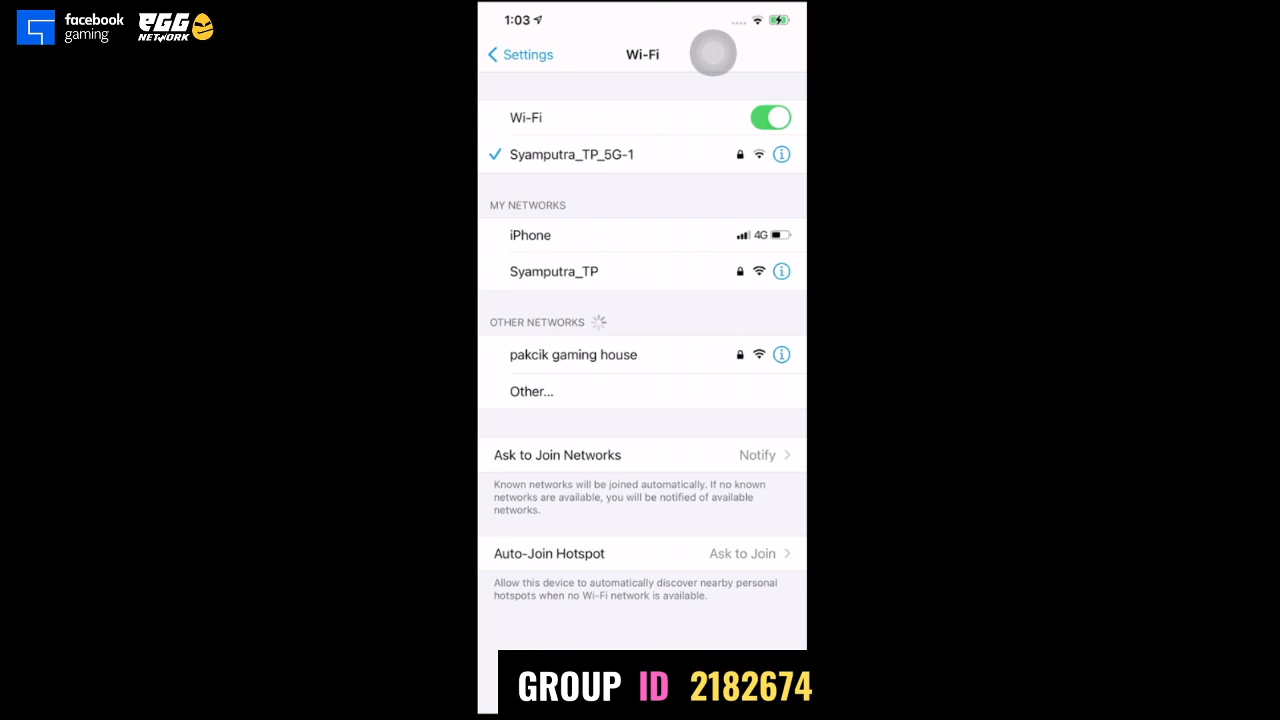 facebook
gaming
EGG
NETWORK
1:03
Settings
Wi-Fi
Wi-Fi
Syamputra_TP_5G-1
MY NETWORKS
iPhone
4G
Syamputra_TP
OTHER NETWORKS
pakcik gaming house
Other...
Ask to Join Networks
Notify
Known networks will be joined automatically. If no known
networks are available, you will be notified of available
networks.
Auto-Join Hotspot
Ask to Join
Allow this device to automatically discover nearby personal
hotspots when no Wi-Fi network is available.
GROUP ID 2182674